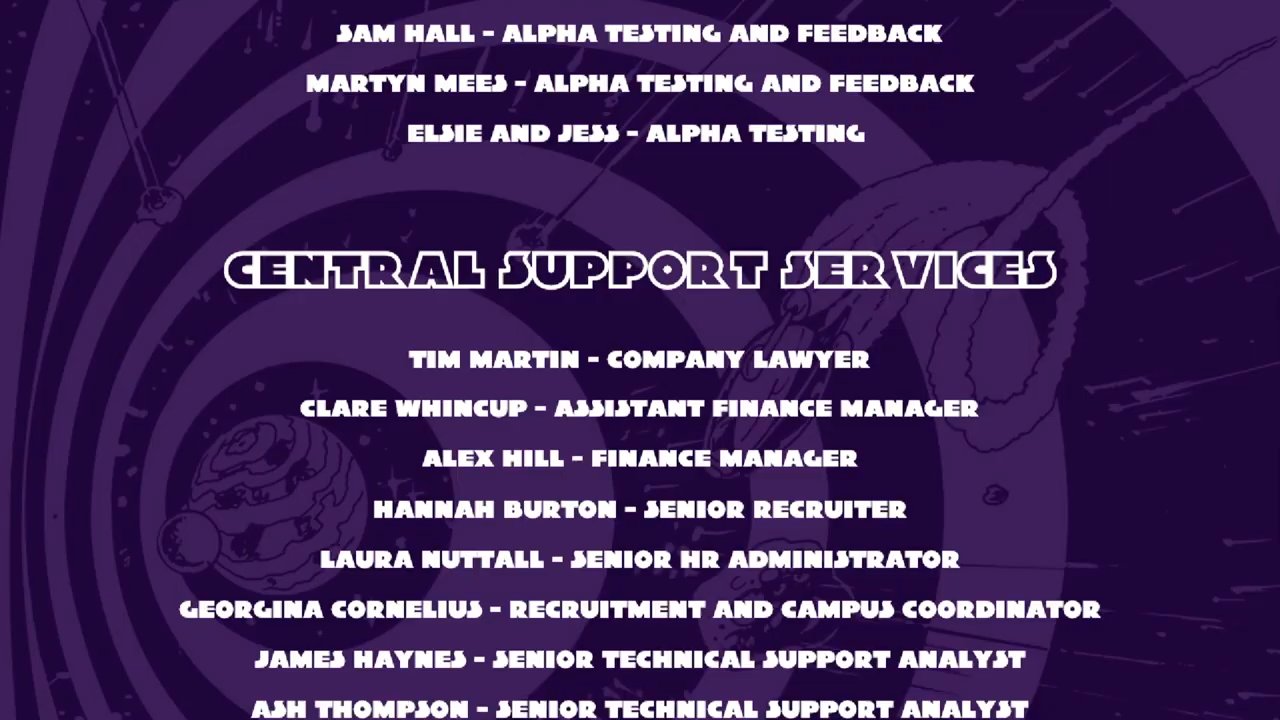 SAM HALL - ALPHA TESTING AND FEEDBACK
MARTYN MEES - ALPHA TESTING AND FEEDBACK
ELSIE AND JESS - ALPHA TESTING
CENTRAL SUPPORT SERVICES
TIM MARTIN - COMPANY LAWYER
CLARE WHINCUP - ASSISTANT FINANCE MANAGER
ALEX HILL - FINANCE MANAGER
HANNAH BURTON - SENIOR RECRUITER
LAURA NUTTALL - SENIOR HR ADMINISTRATOR
GEORGINA CORNELIUS - RECRUITMENT AND CAMPUS COORDINATOR
JAMES HAYNES - SENIOR TECHNICAL SUPPORT ANALYST
ASH THOMPSON - SENIOR TECHNICAL SUPPORT ANALYST